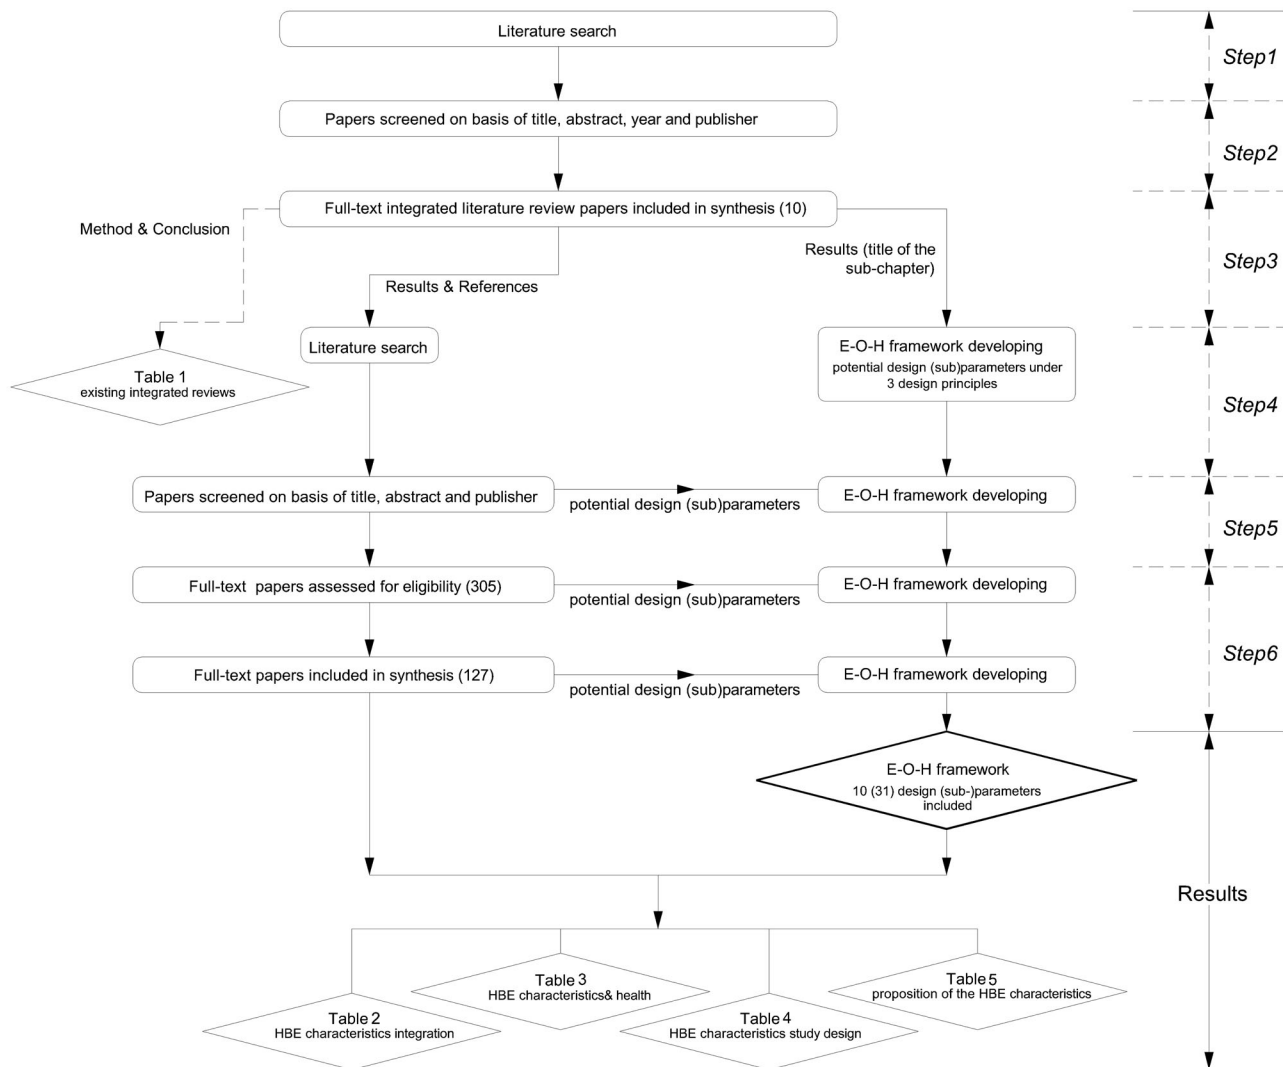 Literature search
Step1
Papers screened on basis of title, abstract, year and publisher
Step2
Full-text integrated literature review papers included in synthesis (10)
Method & Conclusion
Results (title of the
sub-chapter)
Step3
Results & References
Literature search
E-O-H framework developing
potential design (sub)parameters under
3 design principles
Table 1
existing integrated reviews
Step4
Papers screened on basis of title, abstract and publisher
potential design (sub)parameters
E-O-H framework developing
Step5
Full-text papers assessed for eligibility (305)
potential design (sub)parameters
E-O-H framework developing
Full-text papers included in synthesis (127)
potential design (sub)parameters
E-O-H framework developing
Step6
E-O-H framework
10 (31) design (sub-)parameters
included
Results
Table 2
HBE characteristics integration
Table 3
HBE characteristics& health
Table 4
HBE characteristics study design
Table 5
proposition of the HBE characteristics